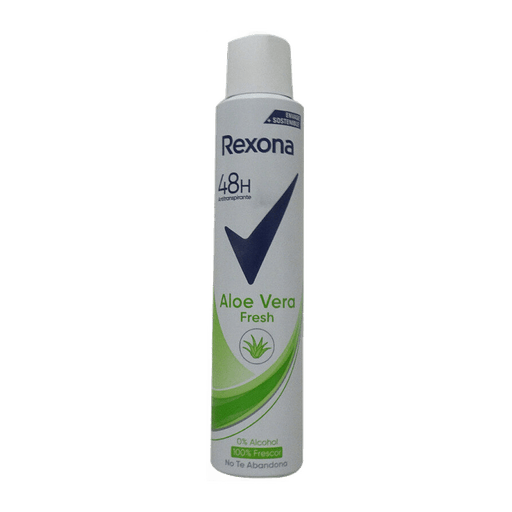 ENVASE
+ SOSTENIBLE
Rexona
48H
Antitranspirante
Aloe Vera
Fresh
0% Alcohol
100% Frescor
No Te Abandona